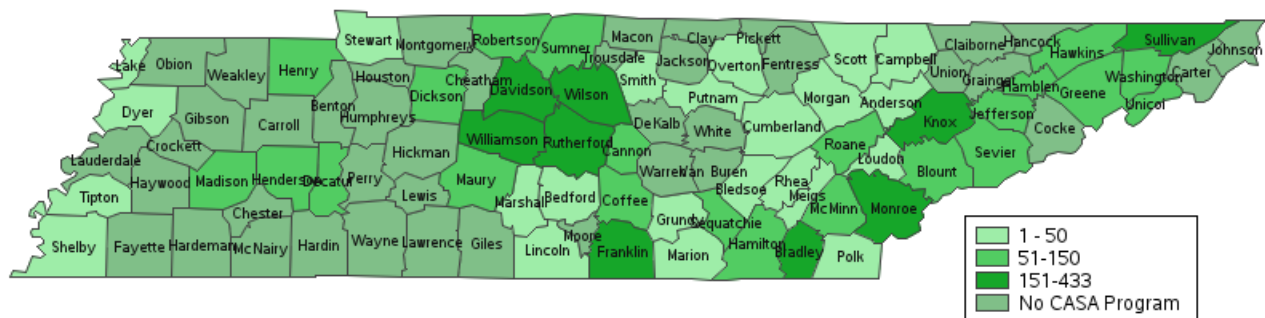 Stewart
Montgomery
Robertson
Sumner
Macon
Clay
Pickett
Scott
Campbell
Claiborne
Hancock
Hawkins
Sullivan
Johnson
Lake
Obion
Weakley
Henry
Houston
Cheatham
Trousdale
Smith
Jackson
Overton
Fentress
Union
Grainger
Hamblen
Greene
Washington
Carter
Unicol
Dyer
Gibson
Carroll
Benton
Humphreys
Dickson
Davidson
Wilson
Putnam
Morgan
Anderson
Knox
Jefferson
Cocke
Crockett
Lauderdale
Haywood
Madison
Henderson
Decatur
Perry
Hickman
Williamson
Rutherford
Cannon
DeKalb
White
Cumberland
Roane
Loudon
Blount
Sevier
Tipton
Chester
Lewis
Maury
Marshall
Bedford
Coffee
Warren
Van Buren
Bledsoe
Rhea
Meigs
McMinn
Monroe
Shelby
Fayette
Hardeman
McNairy
Hardin
Wayne
Lawrence
Giles
Lincoln
Moore
Franklin
Grundy
Marion
Sequatchie
Hamilton
Bradley
Polk
1 - 50
51-150
151-433
No CASA Program